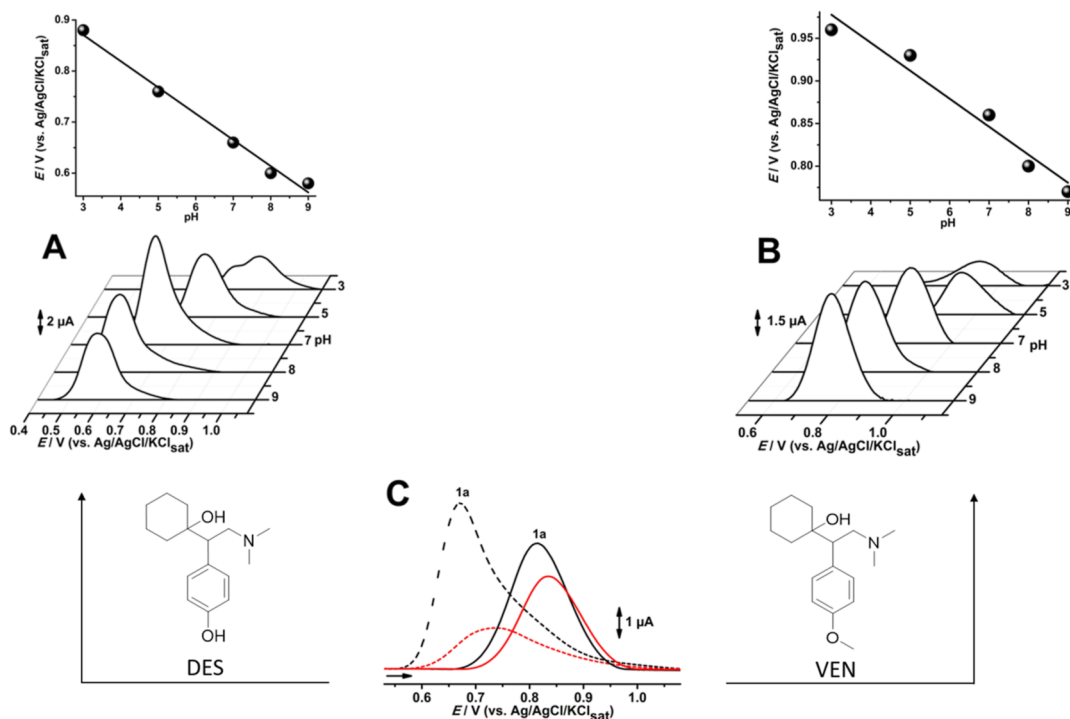 0.9
0.8
0.7
0.6
E / V (vs. Ag/AgCl/KCl_sat)
3 4 5 6 7 8 9
pH
0.95
0.90
0.85
0.80
E / V (vs. Ag/AgCl/KCl_sat)
3 4 5 6 7 8 9
pH
A
2 µA
3
5
7 pH
8
9
0.4 0.5 0.6 0.7 0.8 0.9 1.0
E / V (vs. Ag/AgCl/KCl_sat)
B
1.5 µA
3
5
7
pH
8
9
0.6 0.8 1.0
E / V (vs. Ag/AgCl/KCl_sat)
OH
N
OH
DES
C
1a
1a
1 µA
0.6 0.7 0.8 0.9 1.0
E / V (vs. Ag/AgCl/KCl_sat)
OH
N
O
VEN